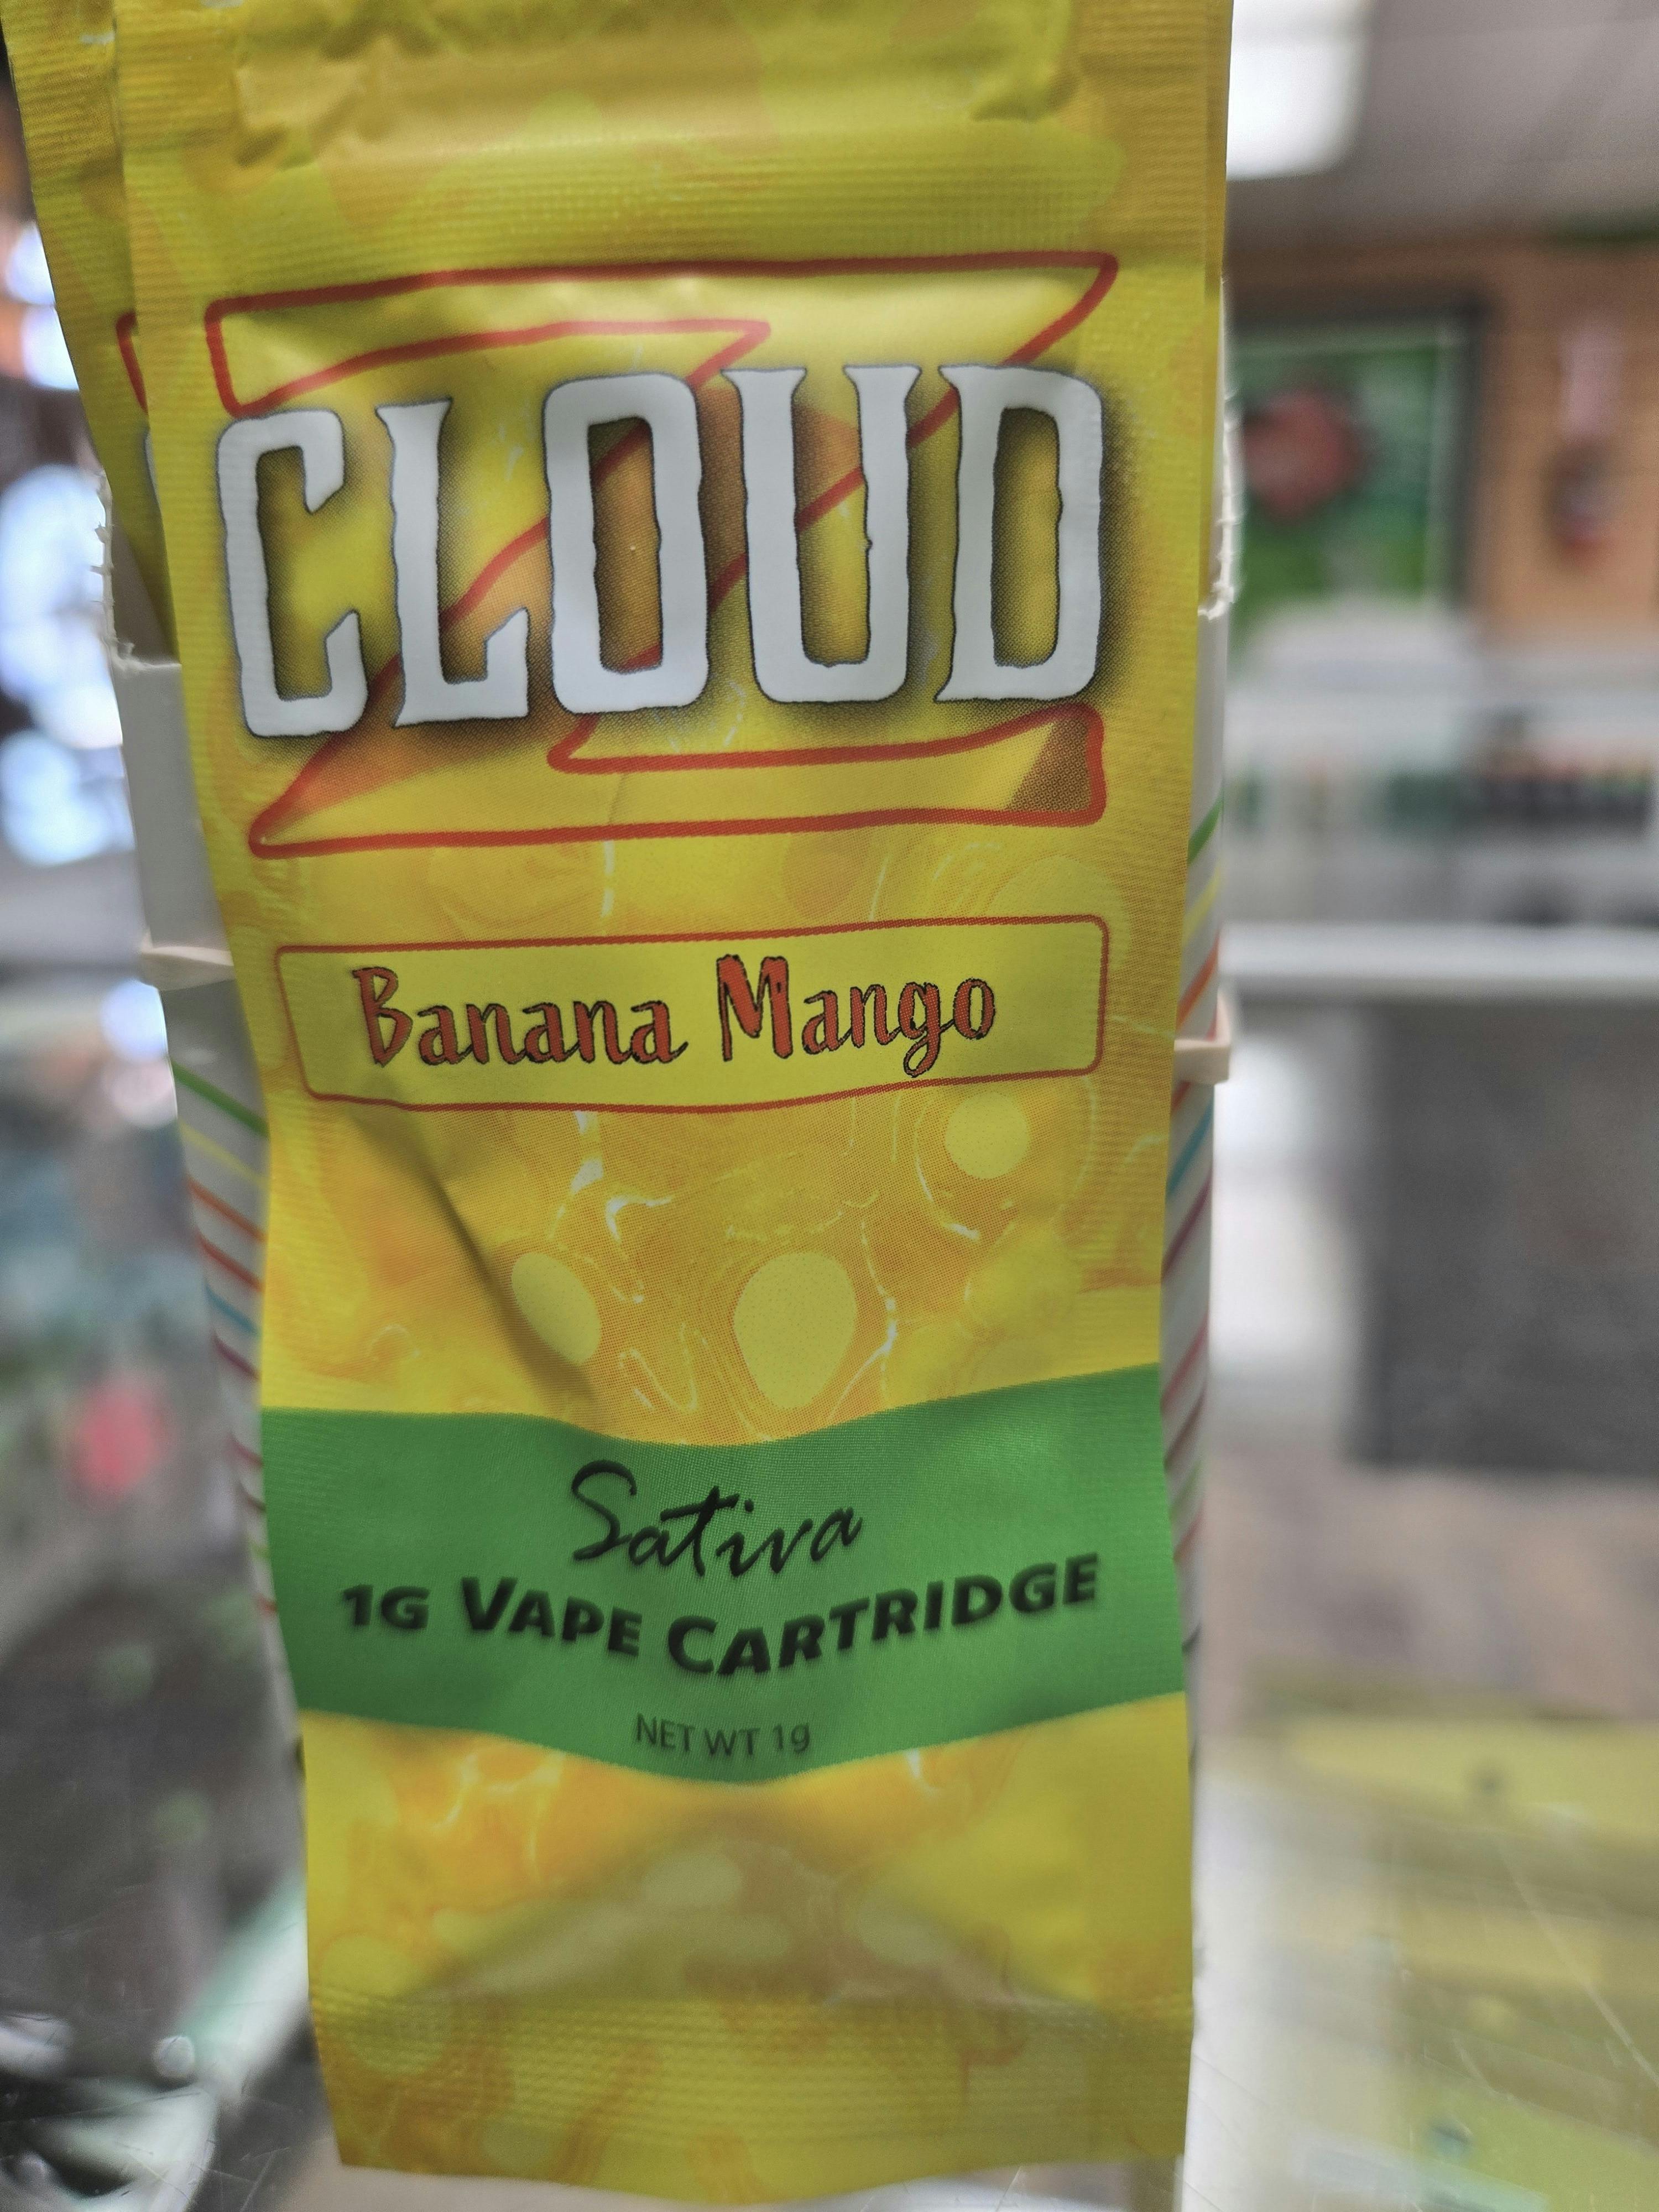 CLOUD
Banana Mango
Sativa
1G VAPE CARTRIDGE
NET WT 1g